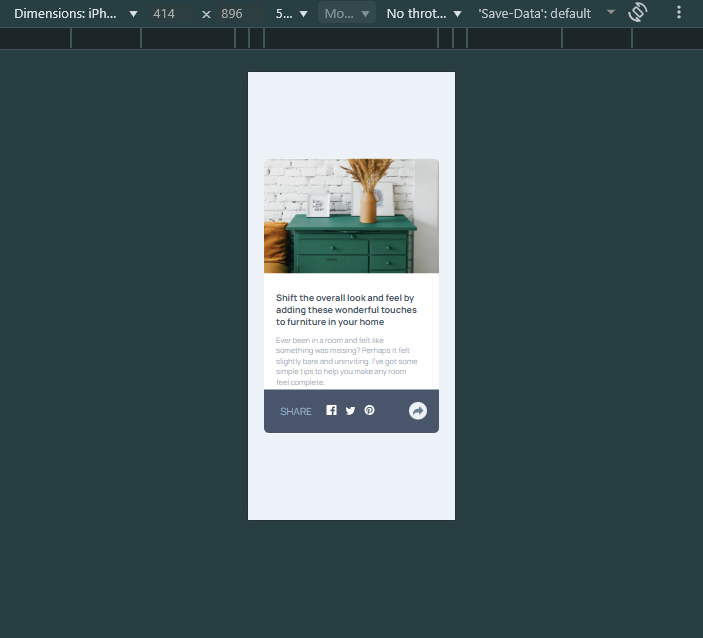 Dimensions: iPh... 414 × 896 5... Mo... No throt... 'Save-Data': default
Shift the overall look and feel by
adding these wonderful touches
to furniture in your home
Ever been in a room and felt like
something was missing? Perhaps it felt
slightly bare and uninviting. I've got some
simple tips to help you make any room
feel complete.
SHARE